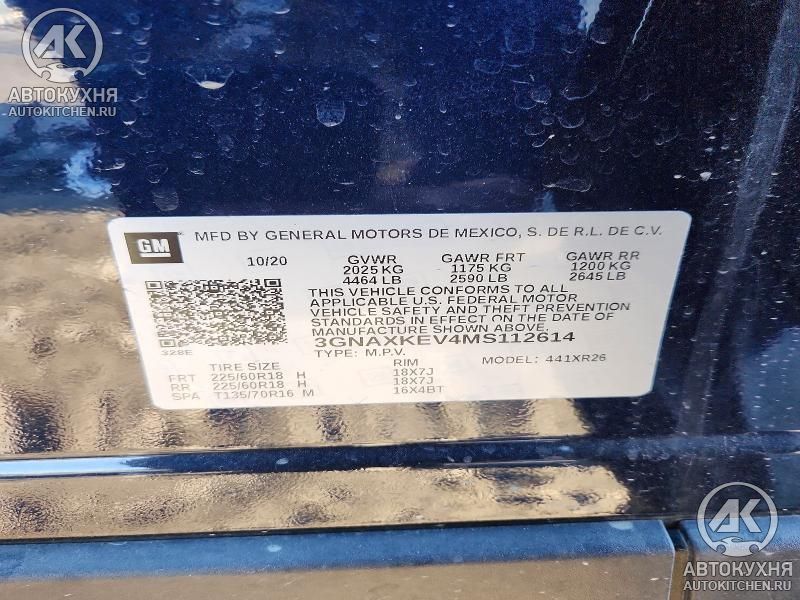 AK
АВТОКУХНЯ
AUTOKITCHEN.RU
GM
MFD BY GENERAL MOTORS DE MEXICO, S. DE R.L. DE C.V.
10/20 GVWR GAWR FRT GAWR RR
2025 KG 1175 KG 1200 KG
4464 LB 2590 LB 2645 LB
THIS VEHICLE CONFORMS TO ALL
APPLICABLE U.S. FEDERAL MOTOR
VEHICLE SAFETY AND THEFT PREVENTION
STANDARDS IN EFFECT ON THE DATE OF
MANUFACTURE SHOWN ABOVE.
3GNAXKEV4MS112614
328E
TYPE: M.P.V. MODEL: 441XR26
TIRE SIZE RIM
FRT 225/60R18 H 18X7J
RR 225/60R18 H 18X7J
SPA T135/70R16 M 16X4BT
AK
АВТОКУХНЯ
AUTOKITCHEN.RU